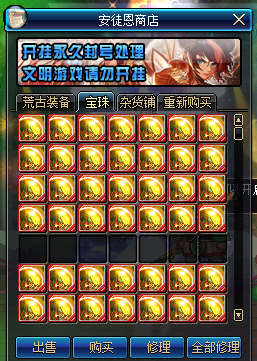 安徒恩商店
开挂永久封号处理
文明游戏请勿开挂
荒古装备 宝珠 杂货铺 重新购买
出售 购买 修理 全部修理